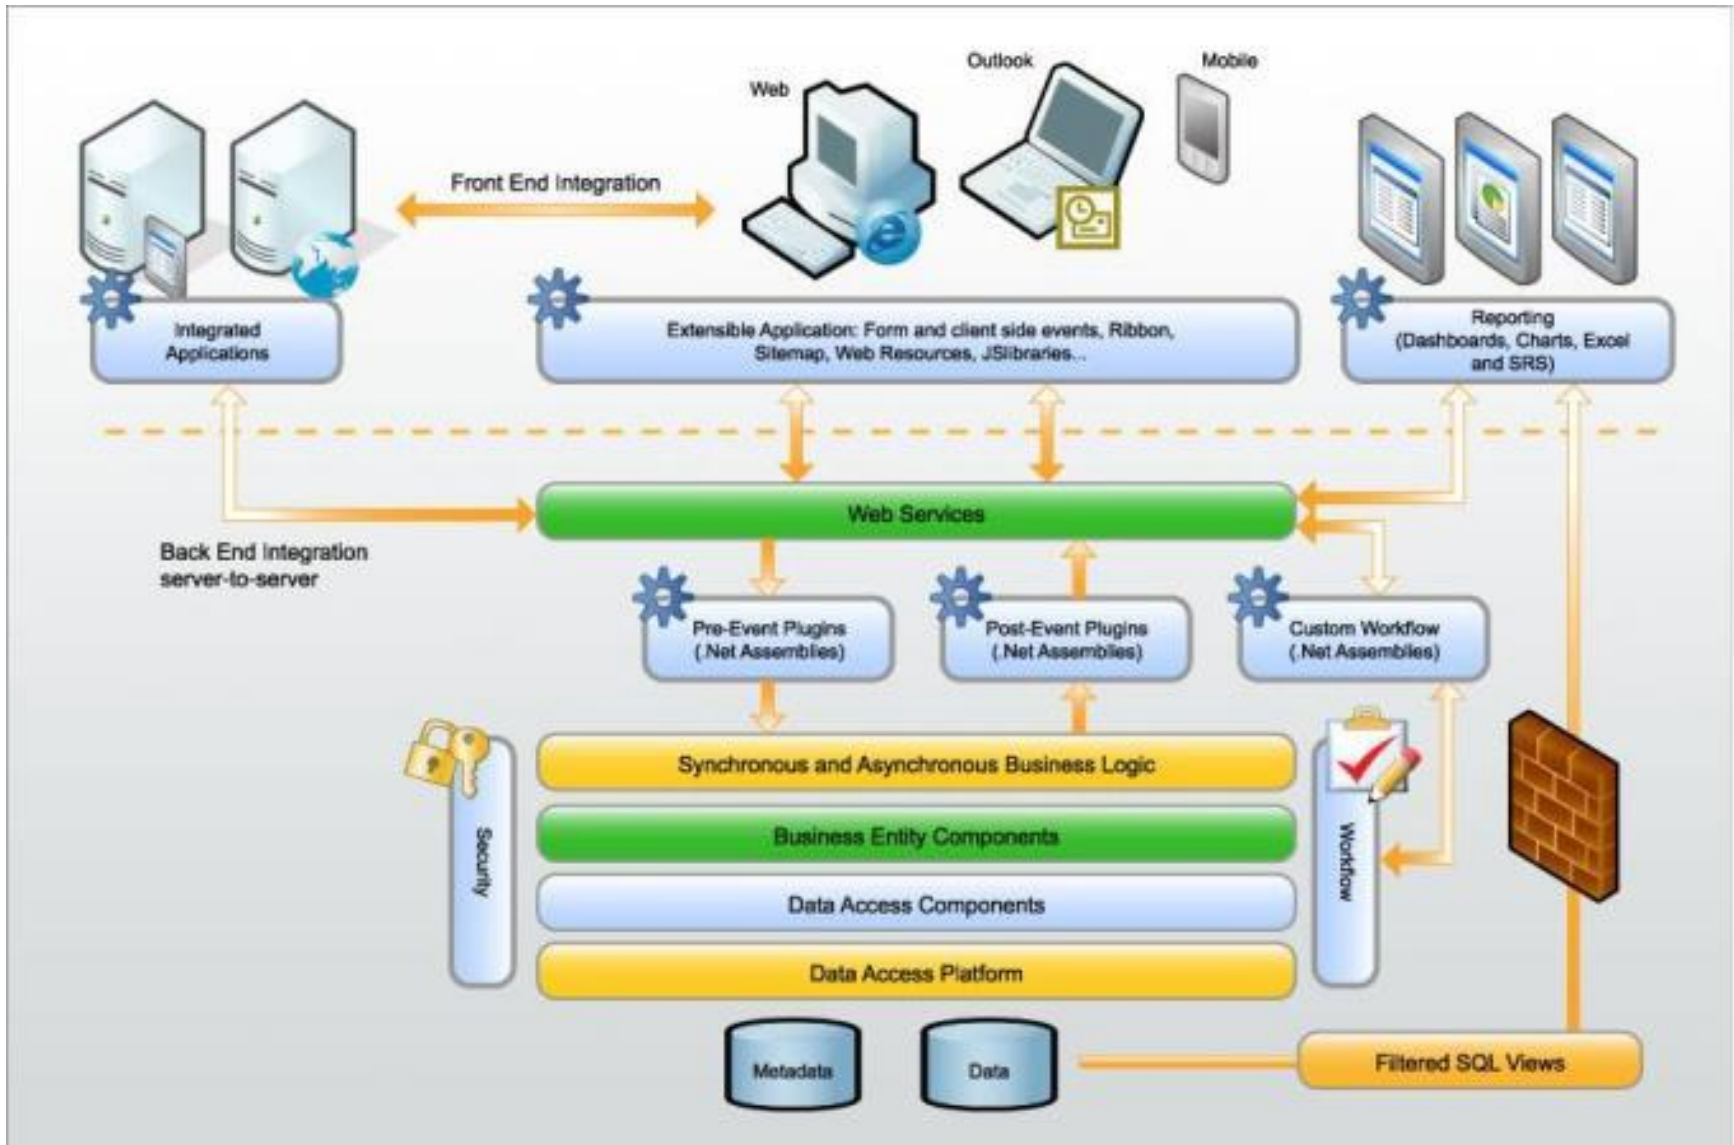 Web
Outlook
Mobile
Front End Integration
Integrated
Applications
Extensible Application: Form and client side events, Ribbon,
Sitemap, Web Resources, JSlibraries...
Reporting
(Dashboards, Charts, Excel
and SRS)
Web Services
Back End Integration
server-to-server
Pre-Event Plugins
(.Net Assemblies)
Post-Event Plugins
(.Net Assemblies)
Custom Workflow
(.Net Assemblies)
Synchronous and Asynchronous Business Logic
Security
Business Entity Components
Workflow
Data Access Components
Data Access Platform
Metadata
Data
Filtered SQL Views